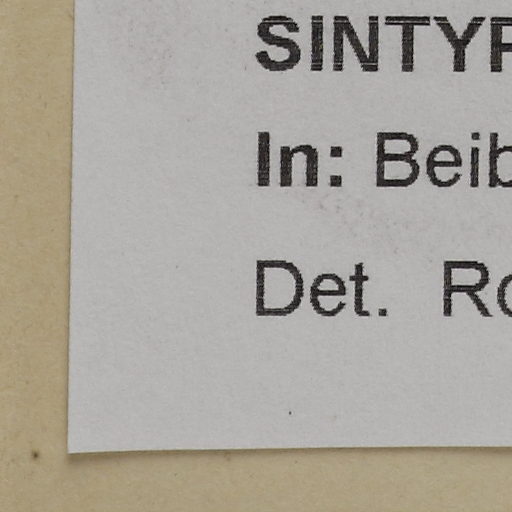 SINTYP
In: Beib
Det. Ro